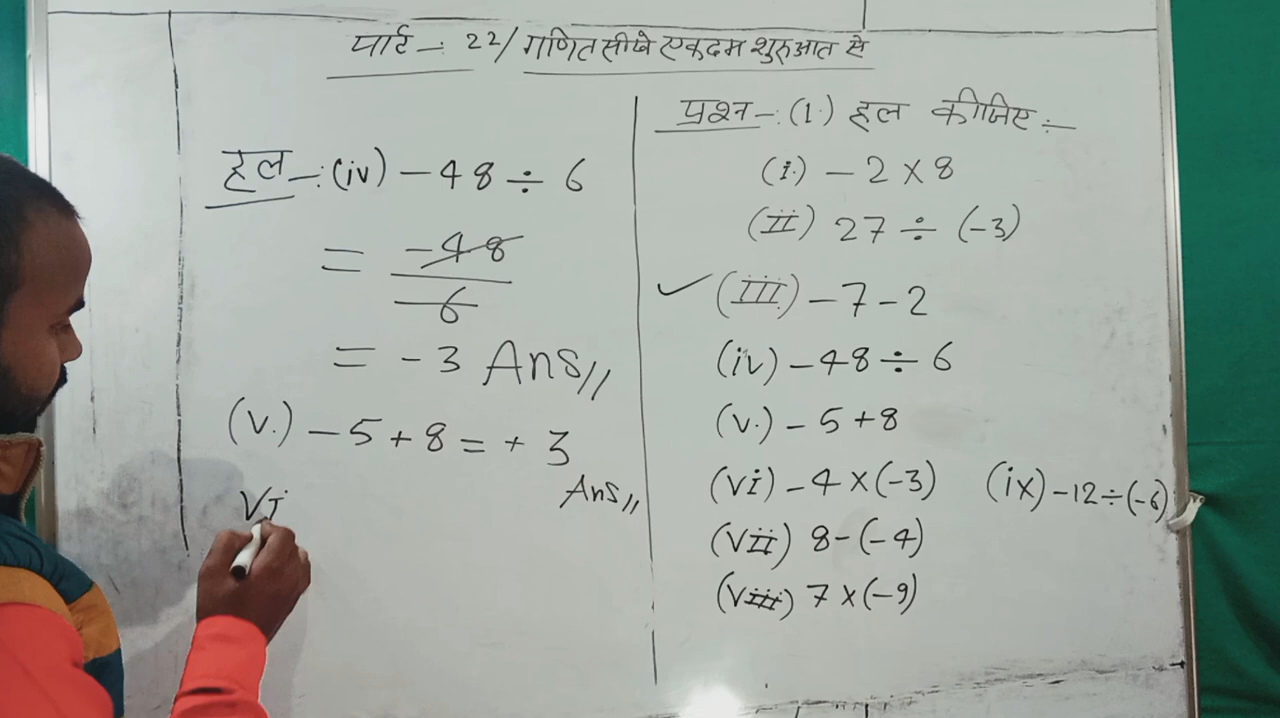 पार्ट -: 22/ गणित सीखे एकदम शुरुआत से
हल -: (iv) - 48 ÷ 6
= -48
6
= -3 Ans//
(v.) - 5 + 8 = + 3
Ans//
Vi
प्रश्न -: (1.) हल कीजिए :-
(i.) - 2 × 8
(ii) 27 ÷ (-3)
✓ (iii) - 7 - 2
(iv) - 48 ÷ 6
(v.) - 5 + 8
(vi) - 4 × (-3) (ix) - 12 ÷ (-6)
(vii) 8 - (-4)
(viii) 7 × (-9)